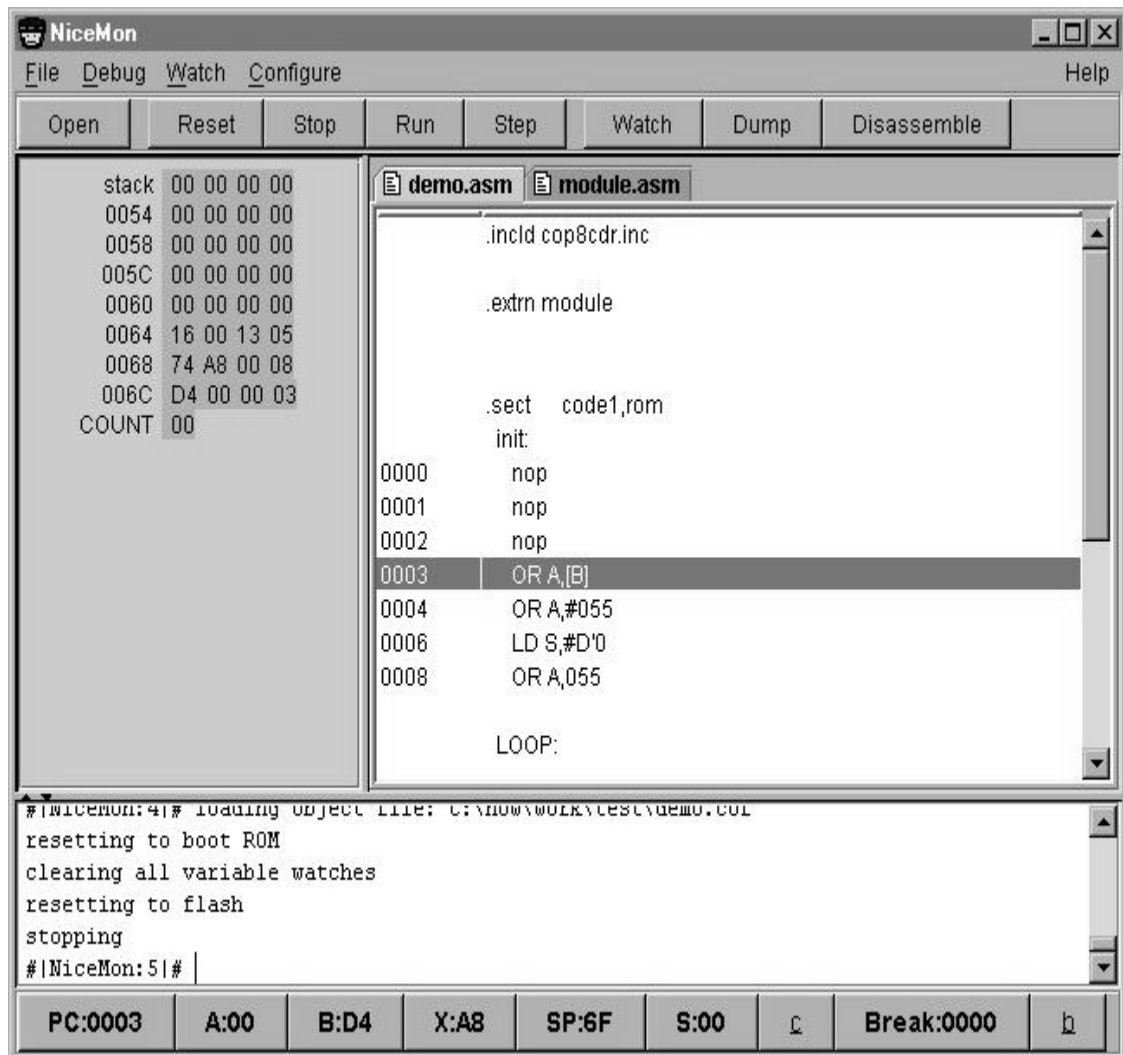 NiceMon
File Debug Watch Configure Help
Open Reset Stop Run Step Watch Dump Disassemble
stack 00 00 00 00
0054 00 00 00 00
0058 00 00 00 00
005C 00 00 00 00
0060 00 00 00 00
0064 16 00 13 05
0068 74 A8 00 08
006C D4 00 00 03
COUNT 00
demo.asm module.asm
.incld cop8cdr.inc
.extrn module
.sect code1,rom
init:
0000 nop
0001 nop
0002 nop
0003 OR A,[B]
0004 OR A,#055
0006 LD S,#D'0
0008 OR A,055
LOOP:
#|NiceMon:4|# loading object file:
resetting to boot ROM
clearing all variable watches
resetting to flash
stopping
#|NiceMon:5|#
PC:0003 A:00 B:D4 X:A8 SP:6F S:00 c Break:0000 b